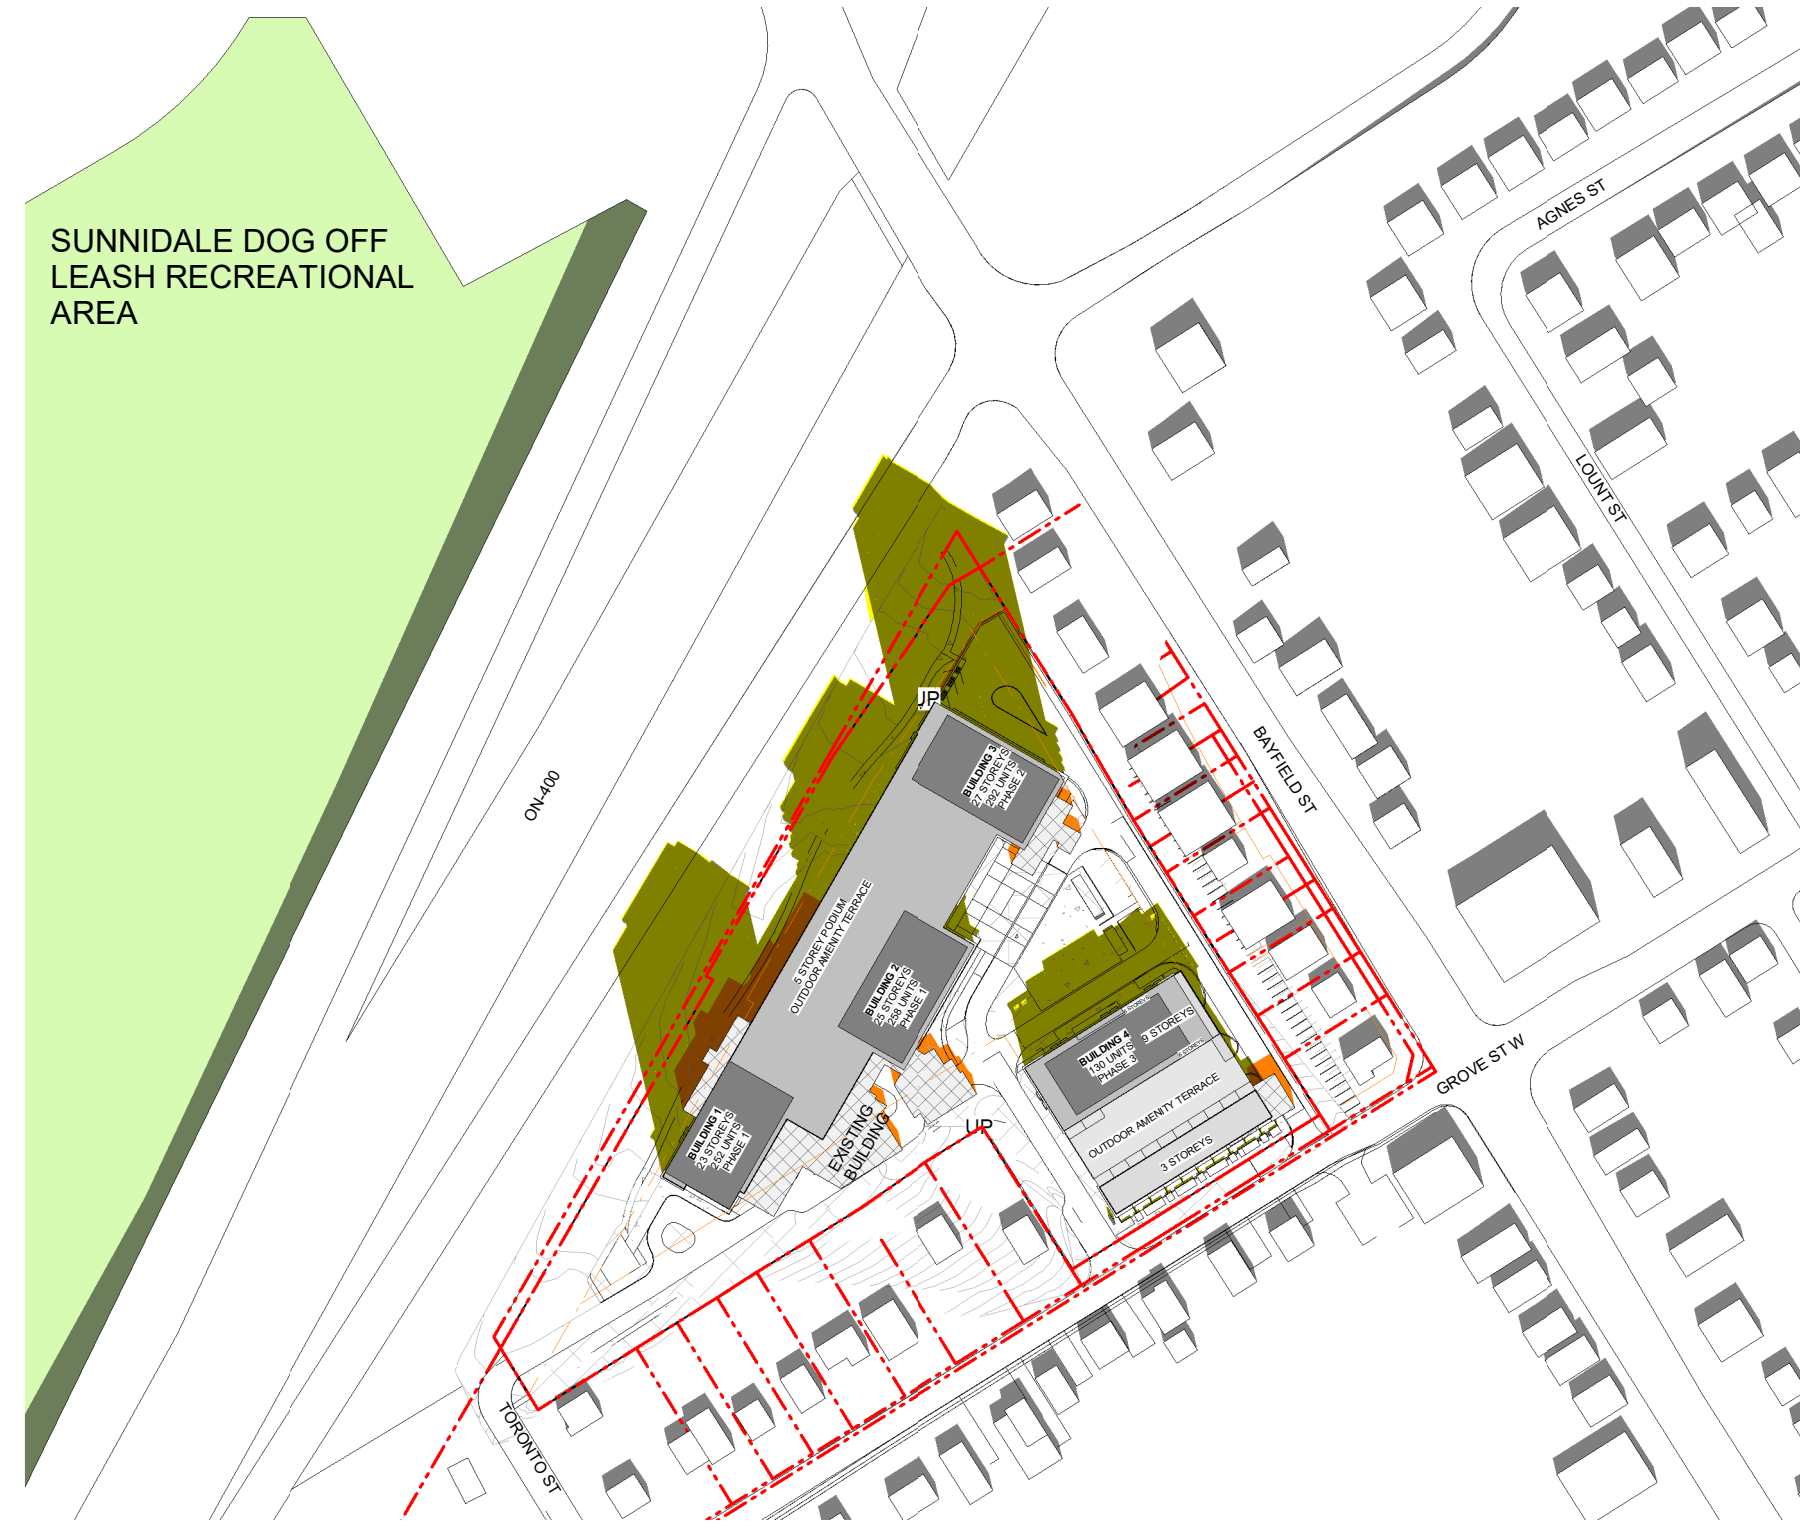 SUNNIDALE DOG OFF
LEASH RECREATIONAL
AREA
AGNES ST
LOUNT ST
BAYFIELD ST
ON-400
GROVE ST W
TORONTO ST
UP
BUILDING 3
27 STOREYS
292 UNITS
PHASE 2
5 STOREY PODIUM
OUTDOOR AMENITY TERRACE
BUILDING 2
25 STOREYS
258 UNITS
PHASE 1
BUILDING 4
130 UNITS
PHASE 3
9 STOREYS
OUTDOOR AMENITY TERRACE
3 STOREYS
BUILDING 1
23 STOREYS
252 UNITS
PHASE 1
EXISTING
BUILDING
UP